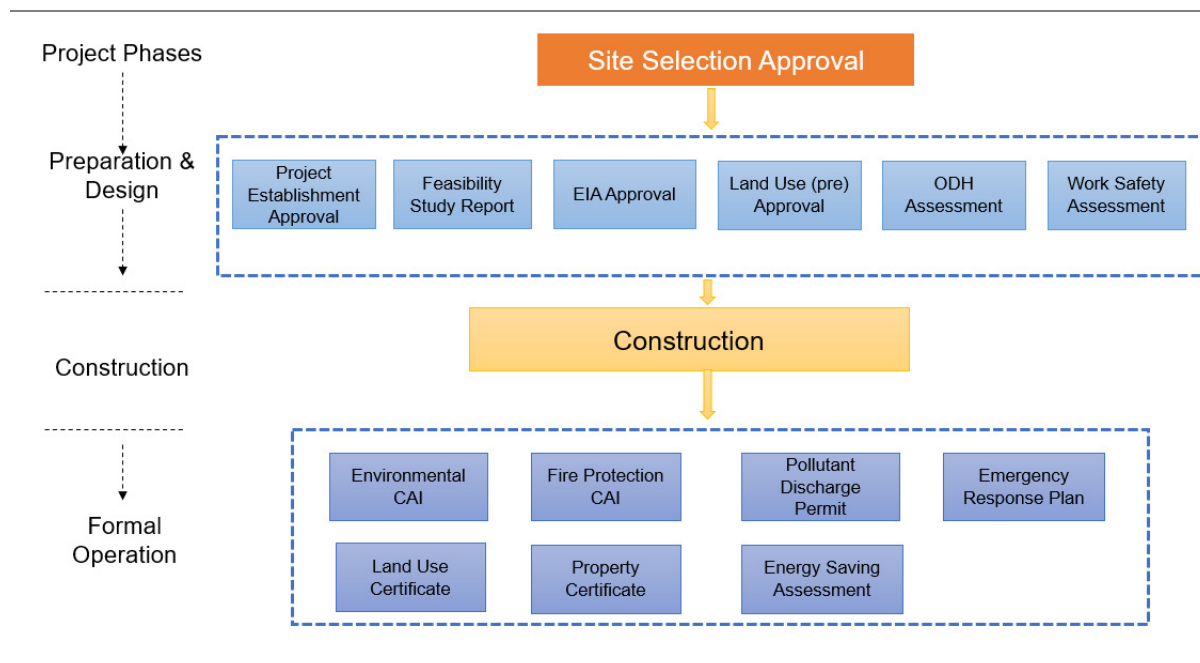 Project Phases
Site Selection Approval
Preparation &
Design
Project
Establishment
Approval
Feasibility
Study Report
EIA Approval
Land Use (pre)
Approval
ODH
Assessment
Work Safety
Assessment
Construction
Construction
Formal
Operation
Environmental
CAI
Fire Protection
CAI
Pollutant
Discharge
Permit
Emergency
Response Plan
Land Use
Certificate
Property
Certificate
Energy Saving
Assessment